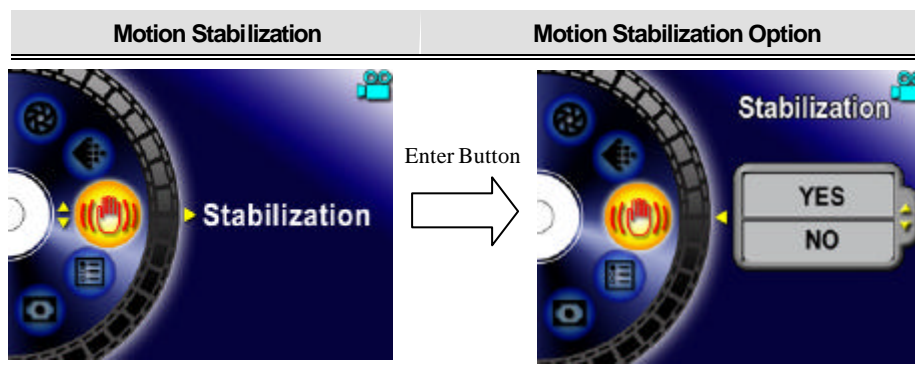 Motion Stabilization
Motion Stabilization Option
Stabilization
Enter Button
Stabilization
YES
NO